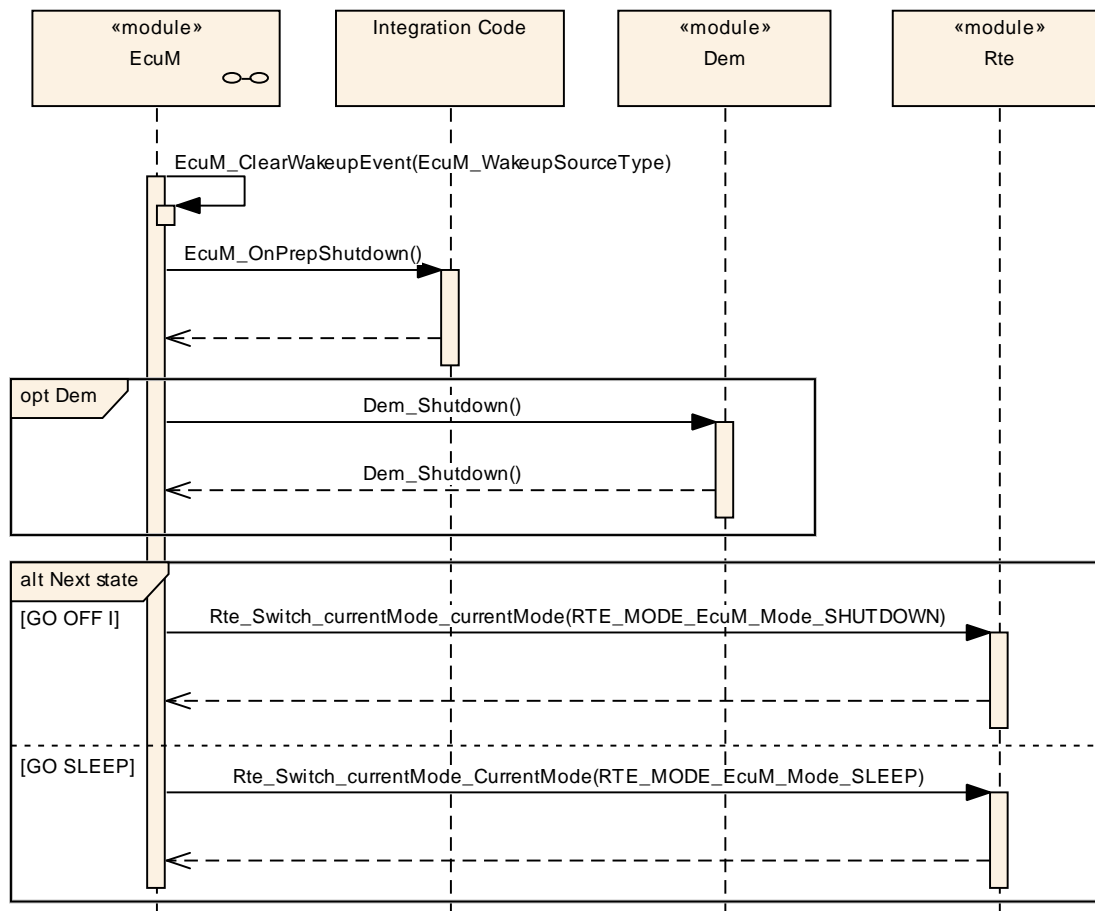 «module»
EcuM
Integration Code
«module»
Dem
«module»
Rte
EcuM_ClearWakeupEvent(EcuM_WakeupSourceType)
EcuM_OnPrepShutdown()
opt Dem
Dem_Shutdown()
Dem_Shutdown()
alt Next state
[GO OFF I]
Rte_Switch_currentMode_currentMode(RTE_MODE_EcuM_Mode_SHUTDOWN)
[GO SLEEP]
Rte_Switch_currentMode_CurrentMode(RTE_MODE_EcuM_Mode_SLEEP)